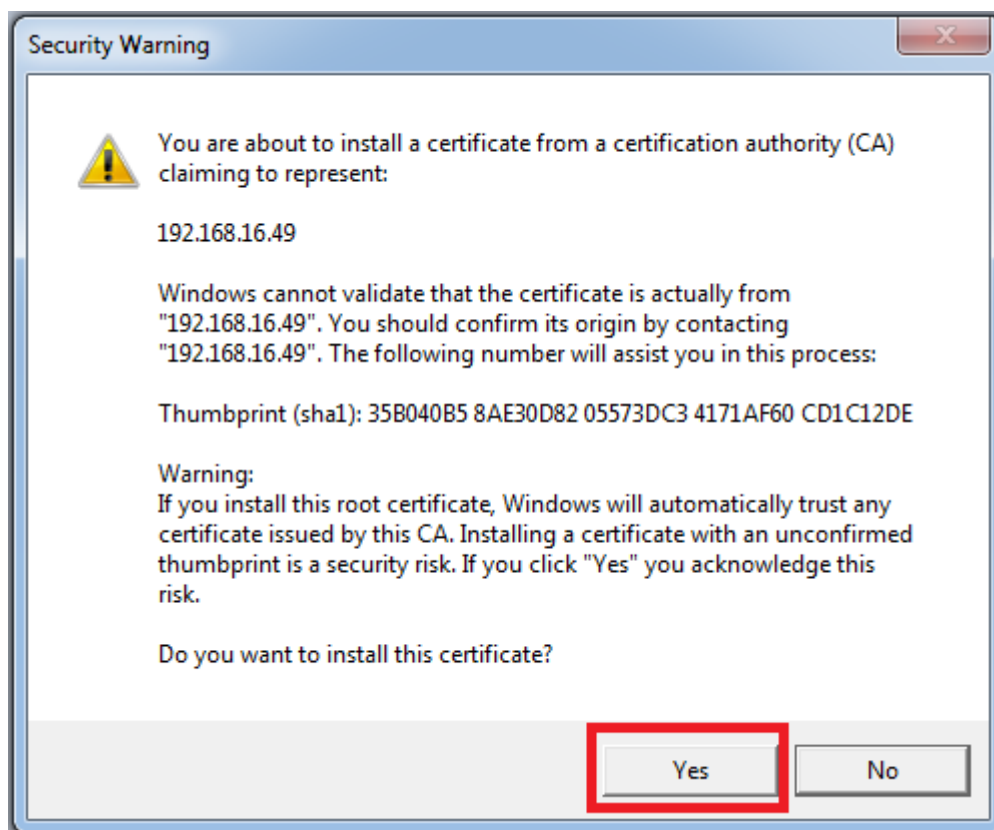 Security Warning
You are about to install a certificate from a certification authority (CA)
claiming to represent:
192.168.16.49
Windows cannot validate that the certificate is actually from
"192.168.16.49". You should confirm its origin by contacting
"192.168.16.49". The following number will assist you in this process:
Thumbprint (sha1): 35B040B5 8AE30D82 05573DC3 4171AF60 CD1C12DE
Warning:
If you install this root certificate, Windows will automatically trust any
certificate issued by this CA. Installing a certificate with an unconfirmed
thumbprint is a security risk. If you click "Yes" you acknowledge this
risk.
Do you want to install this certificate?
Yes
No